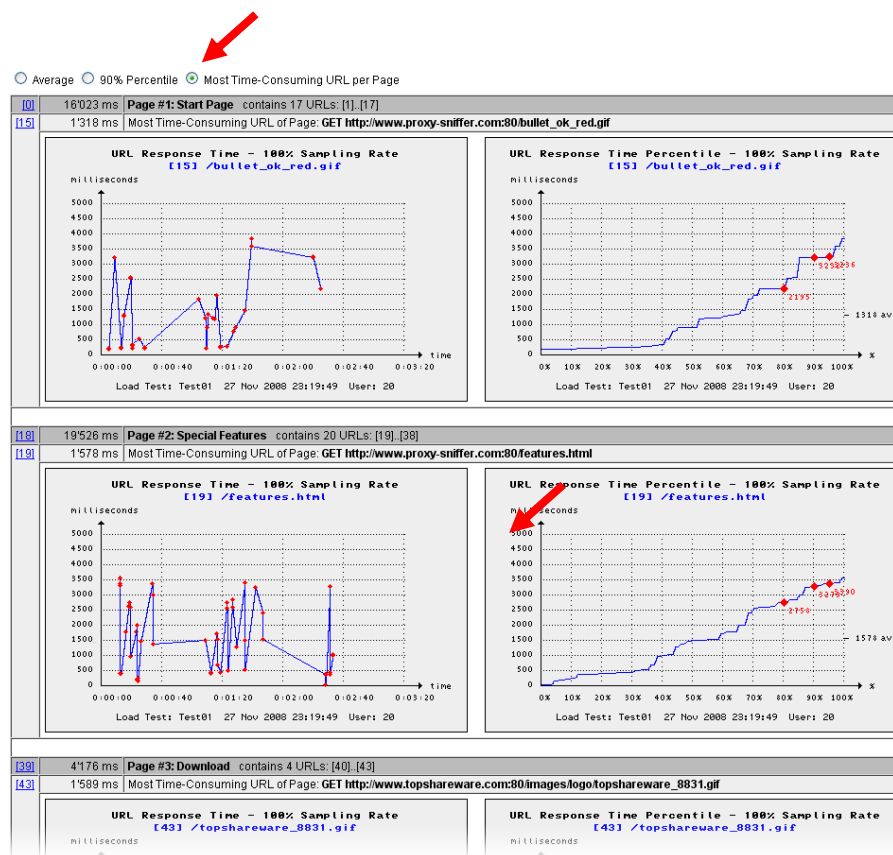 Average 90% Percentile Most Time-Consuming URL per Page
[0] 16'023 ms Page #1: Start Page contains 17 URLs: [1]..[17]
[15] 1'318 ms Most Time-Consuming URL of Page: GET http://www.proxy-sniffer.com:80/bullet_ok_red.gif
URL Response Time - 100% Sampling Rate
[15] /bullet_ok_red.gif
milliseconds
5000
4500
4000
3500
3000
2500
2000
1500
1000
500
0
time
0:00:00 0:00:40 0:01:20 0:02:00 0:02:40 0:03:20
Load Test: Test01 27 Nov 2008 23:19:49 User: 20
URL Response Time Percentile - 100% Sampling Rate
[15] /bullet_ok_red.gif
milliseconds
5000
4500
4000
3500
3000
2500
2000
1500
1000
500
0
2195
3236
1318 av
%
0% 10% 20% 30% 40% 50% 60% 70% 80% 90% 100%
Load Test: Test01 27 Nov 2008 23:19:49 User: 20
[18] 19'526 ms Page #2: Special Features contains 20 URLs: [19]..[38]
[19] 1'578 ms Most Time-Consuming URL of Page: GET http://www.proxy-sniffer.com:80/features.html
URL Response Time - 100% Sampling Rate
[19] /features.html
milliseconds
5000
4500
4000
3500
3000
2500
2000
1500
1000
500
0
time
0:00:00 0:00:40 0:01:20 0:02:00 0:02:40 0:03:20
Load Test: Test01 27 Nov 2008 23:19:49 User: 20
URL Response Time Percentile - 100% Sampling Rate
[19] /features.html
milliseconds
5000
4500
4000
3500
3000
2500
2000
1500
1000
500
0
2750
3390
1578 av
%
0% 10% 20% 30% 40% 50% 60% 70% 80% 90% 100%
Load Test: Test01 27 Nov 2008 23:19:49 User: 20
[39] 4'176 ms Page #3: Download contains 4 URLs: [40]..[43]
[43] 1'589 ms Most Time-Consuming URL of Page: GET http://www.topshareware.com:80/images/logo/topshareware_8831.gif
URL Response Time - 100% Sampling Rate
[43] /topshareware_8831.gif
milliseconds
URL Response Time Percentile - 100% Sampling Rate
[43] /topshareware_8831.gif
milliseconds